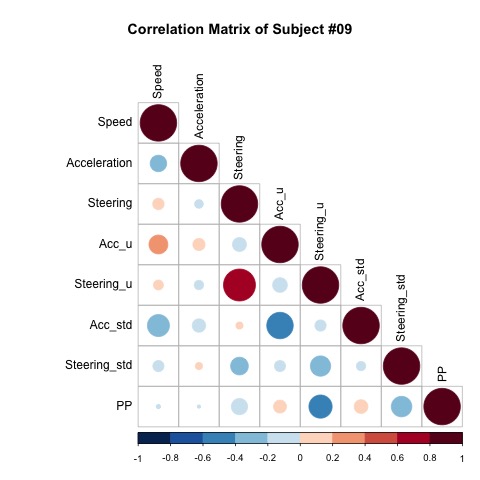 Correlation Matrix of Subject #09
Speed
Acceleration
Steering
Acc_u
Steering_u
Acc_std
Steering_std
PP
Speed
Acceleration
Steering
Acc_u
Steering_u
Acc_std
Steering_std
PP
-1 -0.8 -0.6 -0.4 -0.2 0 0.2 0.4 0.6 0.8 1